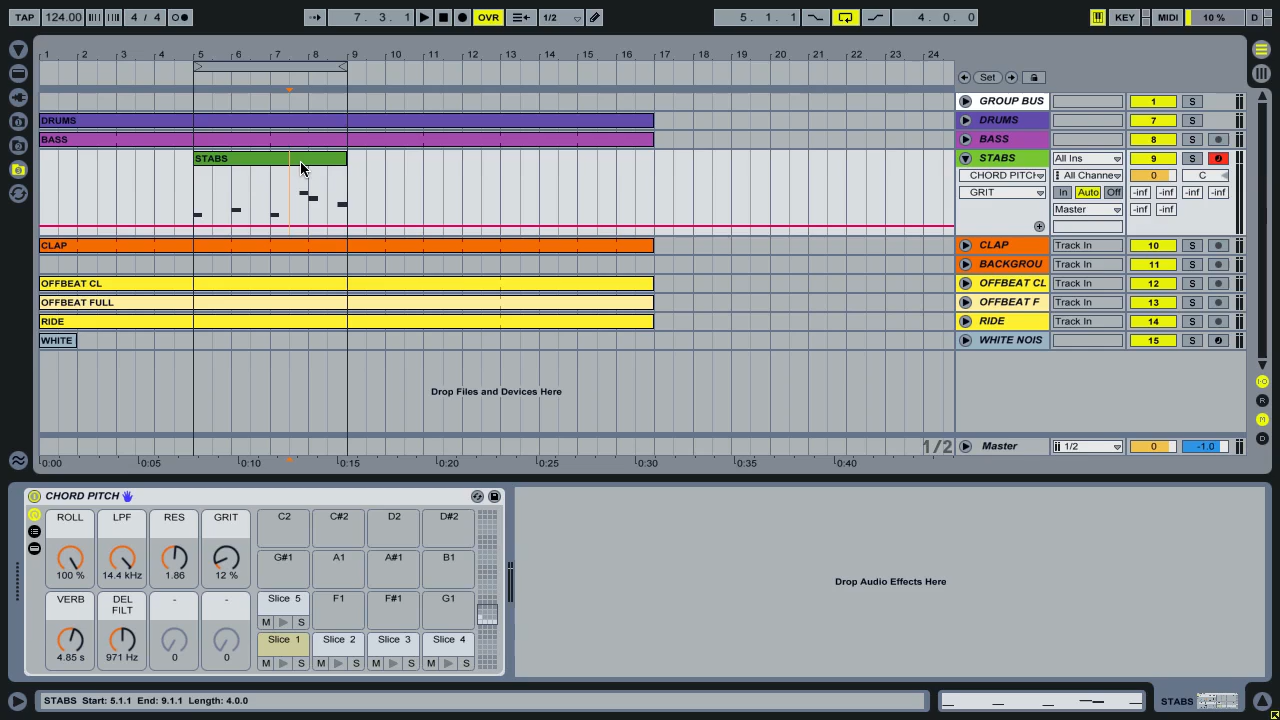 TAP 124.00 4 / 4 7. 3. 1 OVR 1/2 5. 1. 1 4. 0. 0 KEY MIDI 10 % D
1 2 3 4 5 6 7 8 9 10 11 12 13 14 15 16 17 18 19 20 21 22 23 24
Set
GROUP BUS 1 S
DRUMS DRUMS 7 S
BASS BASS 8 S
STABS STABS All Ins 9 S
CHORD PITCH All Channe 0 C
GRIT In Auto Off -inf -inf -inf -inf
Master -inf -inf
CLAP CLAP Track In 10 S
BACKGROU Track In 11 S
OFFBEAT CL OFFBEAT CL Track In 12 S
OFFBEAT FULL OFFBEAT F Track In 13 S
RIDE RIDE Track In 14 S
WHITE WHITE NOIS 15 S
I·O
R
M
D
Drop Files and Devices Here
1/2 Master 1/2 0 -1.0
0:00 0:05 0:10 0:15 0:20 0:25 0:30 0:35 0:40
CHORD PITCH
ROLL LPF RES GRIT C2 C#2 D2 D#2
100 % 14.4 kHz 1.86 12 % G#1 A1 A#1 B1
VERB DEL FILT - - Slice 5 F1 F#1 G1
M S
4.85 s 971 Hz 0 0 Slice 1 Slice 2 Slice 3 Slice 4
M S M S M S M S
Drop Audio Effects Here
STABS Start: 5.1.1 End: 9.1.1 Length: 4.0.0 STABS